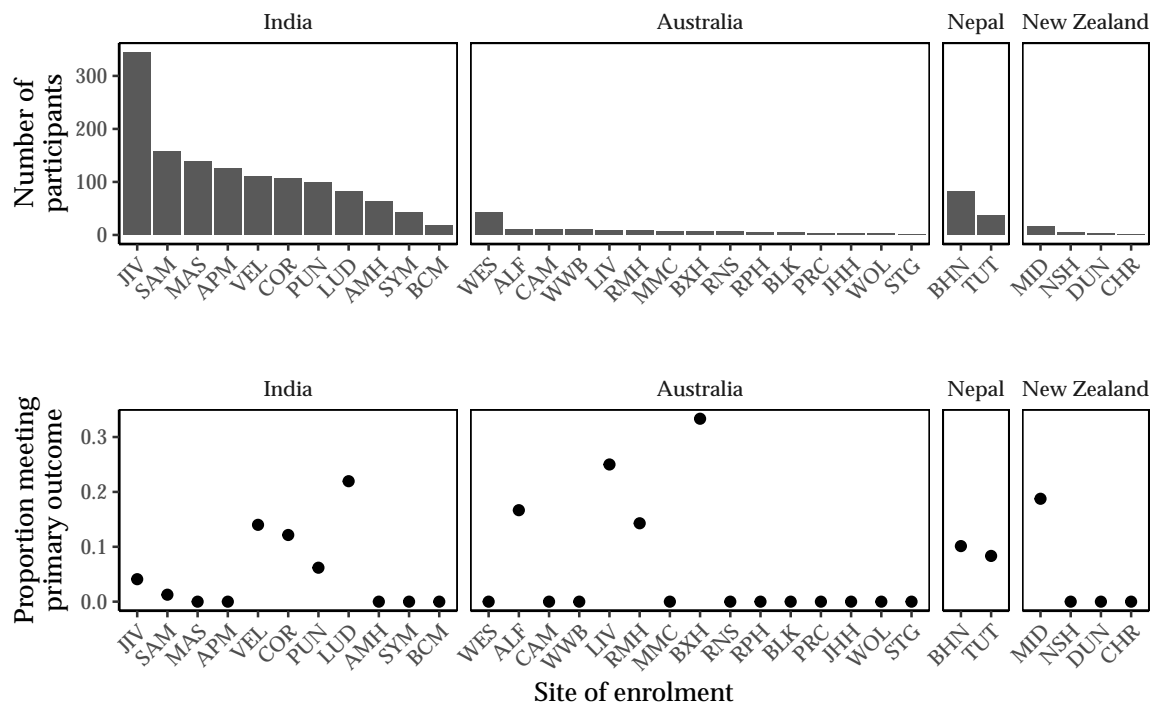 India Australia Nepal New Zealand
Number of
participants
300
200
100
0
JIV SAM MAS APM VEL COR PUN LUD AMH SYM BCM WES ALF CAM WWB LIV RMH MMC BXH RNS RPH BLK PRC JHH WOL STG BHN TUT MID NSH DUN CHR
India Australia Nepal New Zealand
Proportion meeting
primary outcome
0.3
0.2
0.1
0.0
JIV SAM MAS APM VEL COR PUN LUD AMH SYM BCM WES ALF CAM WWB LIV RMH MMC BXH RNS RPH BLK PRC JHH WOL STG BHN TUT MID NSH DUN CHR
Site of enrolment